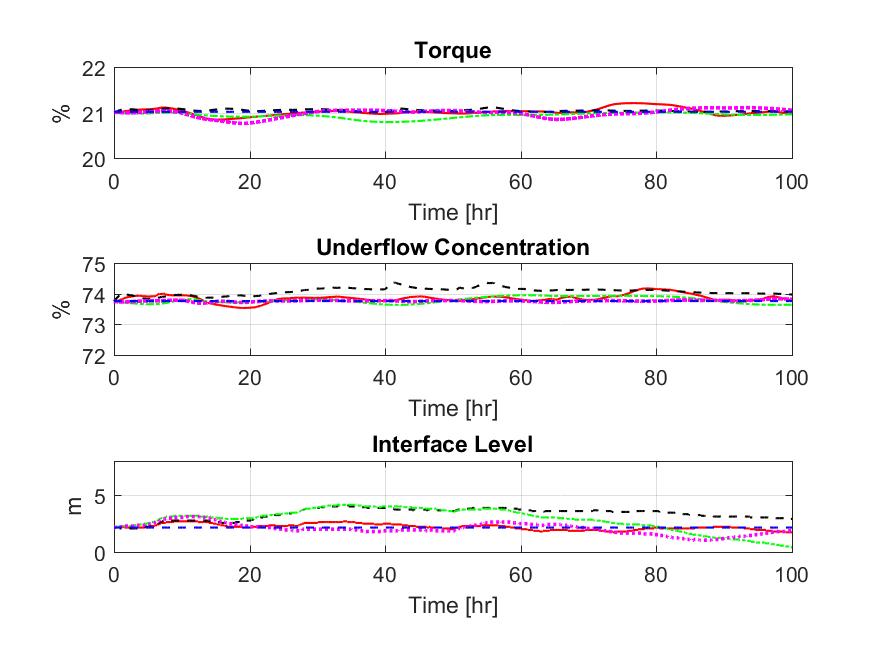 Torque
22
21
20
%
0 20 40 60 80 100
Time [hr]
Underflow Concentration
75
74
73
72
%
0 20 40 60 80 100
Time [hr]
Interface Level
5
0
m
0 20 40 60 80 100
Time [hr]